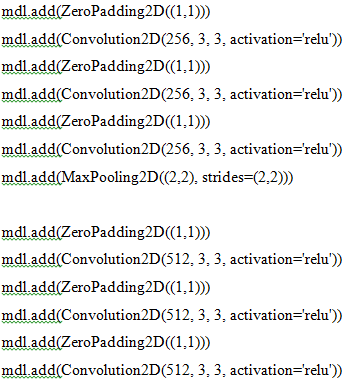 mdl.add(ZeroPadding2D((1,1)))
mdl.add(Convolution2D(256, 3, 3, activation='relu'))
mdl.add(ZeroPadding2D((1,1)))
mdl.add(Convolution2D(256, 3, 3, activation='relu'))
mdl.add(ZeroPadding2D((1,1)))
mdl.add(Convolution2D(256, 3, 3, activation='relu'))
mdl.add(MaxPooling2D((2,2), strides=(2,2)))
mdl.add(ZeroPadding2D((1,1)))
mdl.add(Convolution2D(512, 3, 3, activation='relu'))
mdl.add(ZeroPadding2D((1,1)))
mdl.add(Convolution2D(512, 3, 3, activation='relu'))
mdl.add(ZeroPadding2D((1,1)))
mdl.add(Convolution2D(512, 3, 3, activation='relu'))